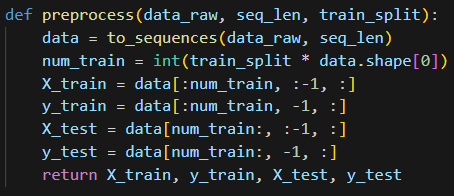 def preprocess(data_raw, seq_len, train_split):
    data = to_sequences(data_raw, seq_len)
    num_train = int(train_split * data.shape[0])
    X_train = data[:num_train, :-1, :]
    y_train = data[:num_train, -1, :]
    X_test = data[num_train:, :-1, :]
    y_test = data[num_train:, -1, :]
    return X_train, y_train, X_test, y_test